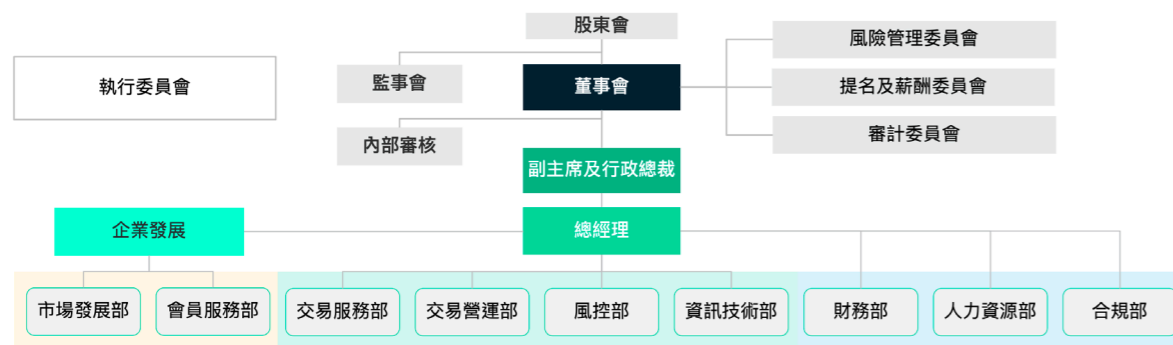 股東會
風險管理委員會
執行委員會
監事會
董事會
提名及薪酬委員會
審計委員會
內部審核
副主席及行政總裁
企業發展
總經理
市場發展部
會員服務部
交易服務部
交易營運部
風控部
資訊技術部
財務部
人力資源部
合規部